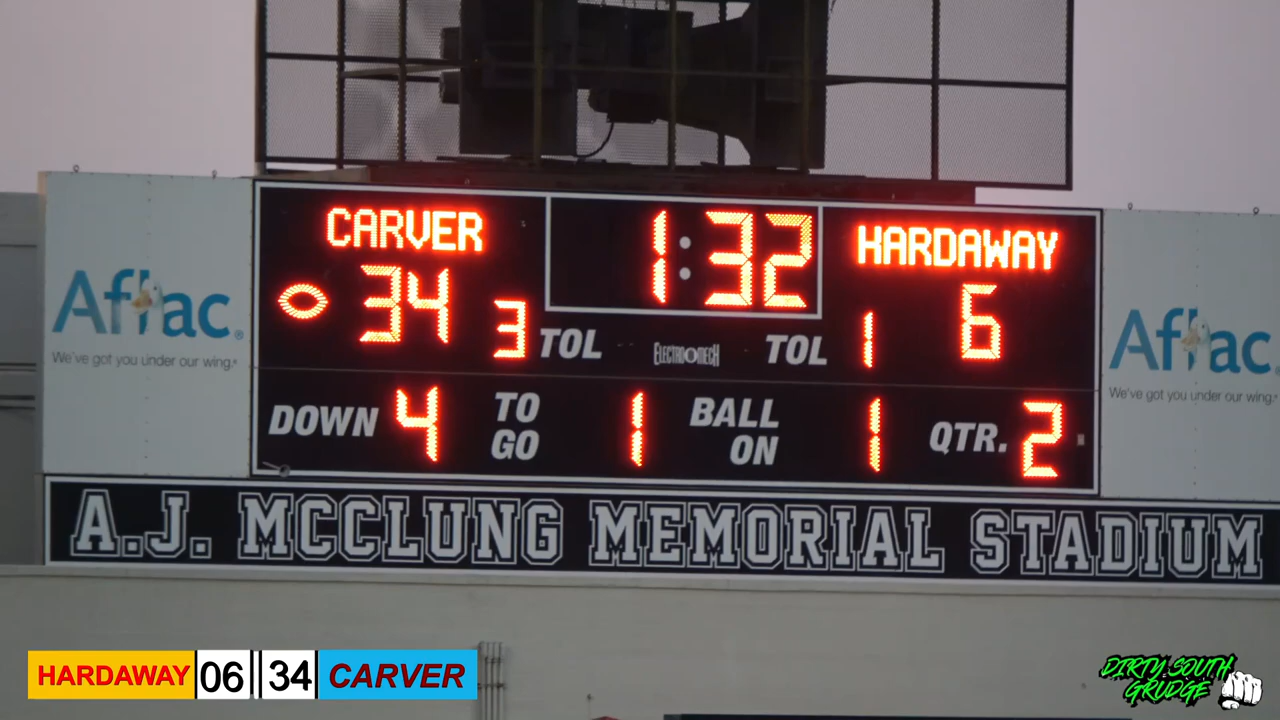 CARVER 1:32 HARDAWAY
34 3 TOL ELECTRO-MECH TOL 1 6
DOWN 4 TO GO 1 BALL ON 1 QTR. 2
Aflac®
We've got you under our wing.®
Aflac®
We've got you under our wing.®
A.J. MCCLUNG MEMORIAL STADIUM
HARDAWAY 06 34 CARVER
DIRTY SOUTH
GRUDGE